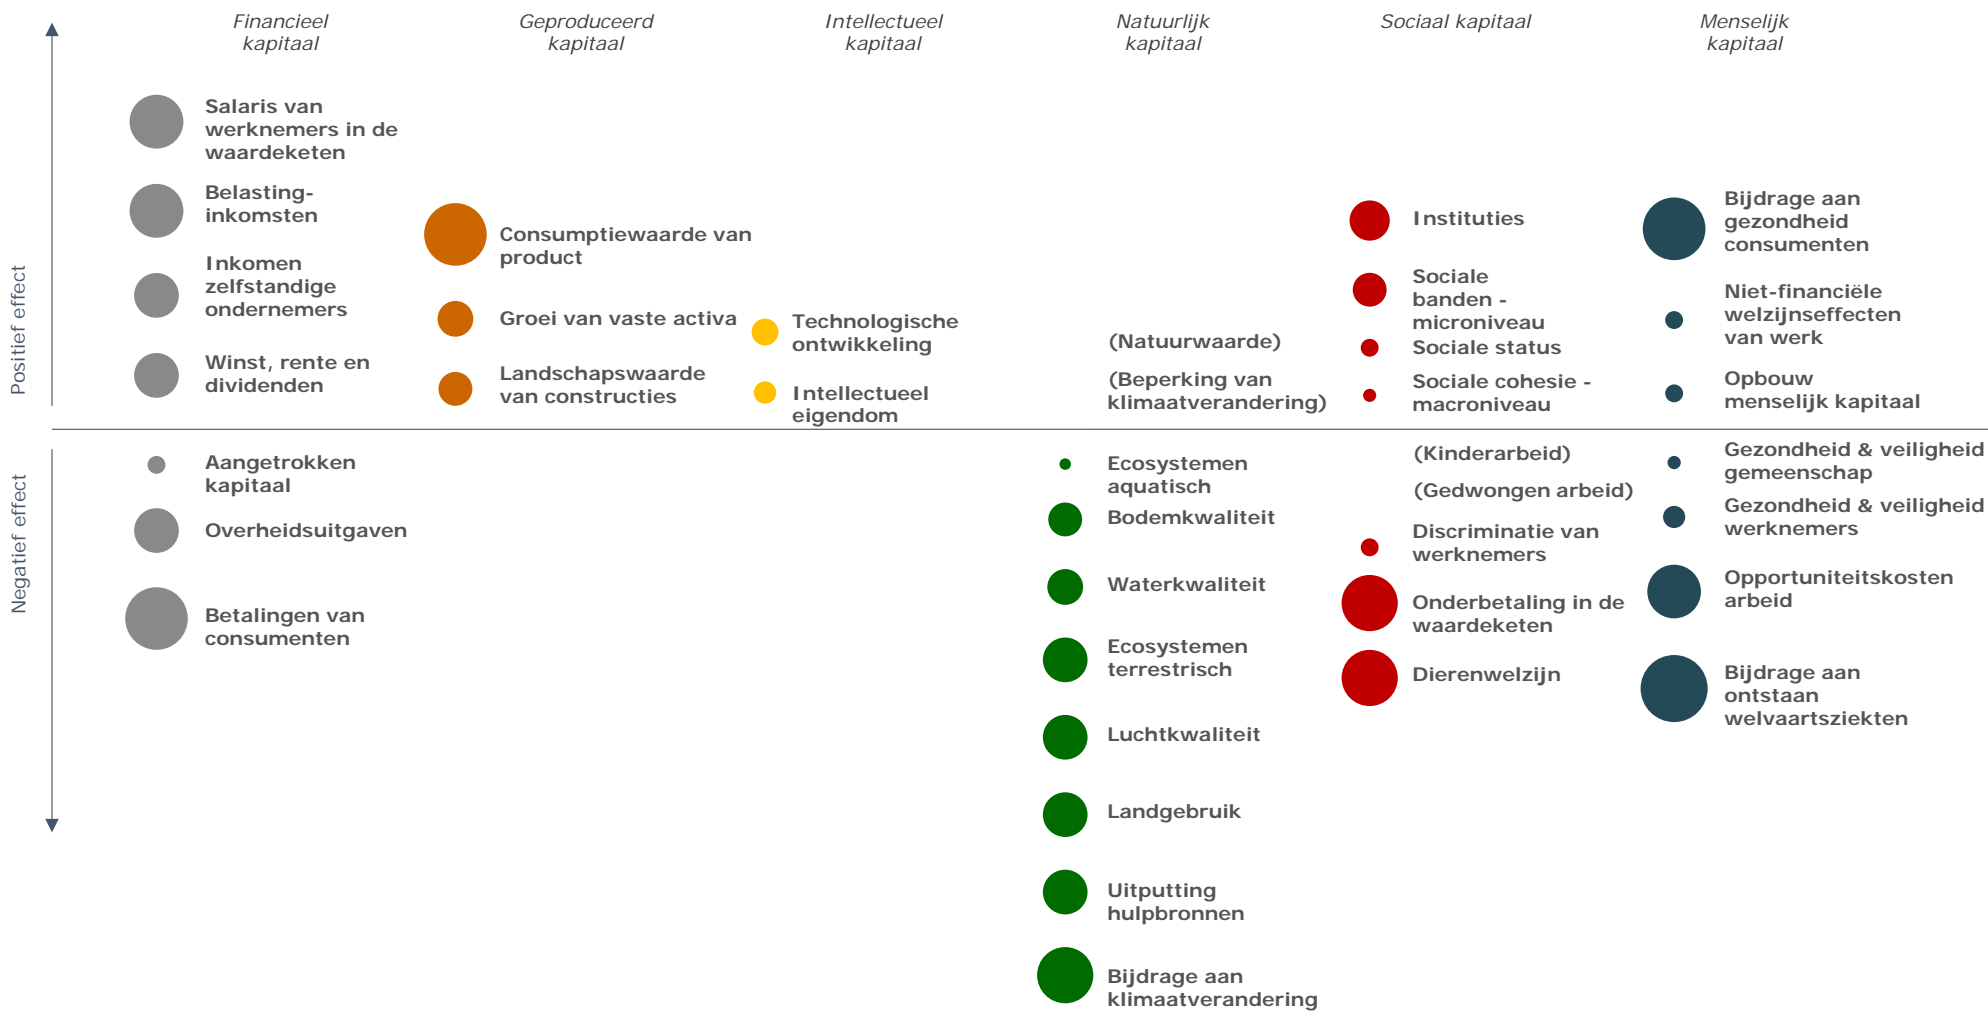 Financieel
kapitaal
Geproduceerd
kapitaal
Intellectueel
kapitaal
Natuurlijk
kapitaal
Sociaal kapitaal
Menselijk
kapitaal
Positief effect
Salaris van
werknemers in de
waardeketen
Belasting-
inkomsten
Inkomen
zelfstandige
ondernemers
Winst, rente en
dividenden
Consumptiewaarde van
product
Groei van vaste activa
Landschapswaarde
van constructies
Technologische
ontwikkeling
Intellectueel
eigendom
(Natuurwaarde)
(Beperking van
klimaatverandering)
Instituties
Sociale
banden -
microniveau
Sociale status
Sociale cohesie -
macroniveau
Bijdrage aan
gezondheid
consumenten
Niet-financiële
welzijnseffecten
van werk
Opbouw
menselijk kapitaal
Negatief effect
Aangetrokken
kapitaal
Overheidsuitgaven
Betalingen van
consumenten
Ecosystemen
aquatisch
Bodemkwaliteit
Waterkwaliteit
Ecosystemen
terrestrisch
Luchtkwaliteit
Landgebruik
Uitputting
hulpbronnen
Bijdrage aan
klimaatverandering
(Kinderarbeid)
(Gedwongen arbeid)
Discriminatie van
werknemers
Onderbetaling in de
waardeketen
Dierenwelzijn
Gezondheid & veiligheid
gemeenschap
Gezondheid & veiligheid
werknemers
Opportuniteitskosten
arbeid
Bijdrage aan
ontstaan
welvaartsziekten